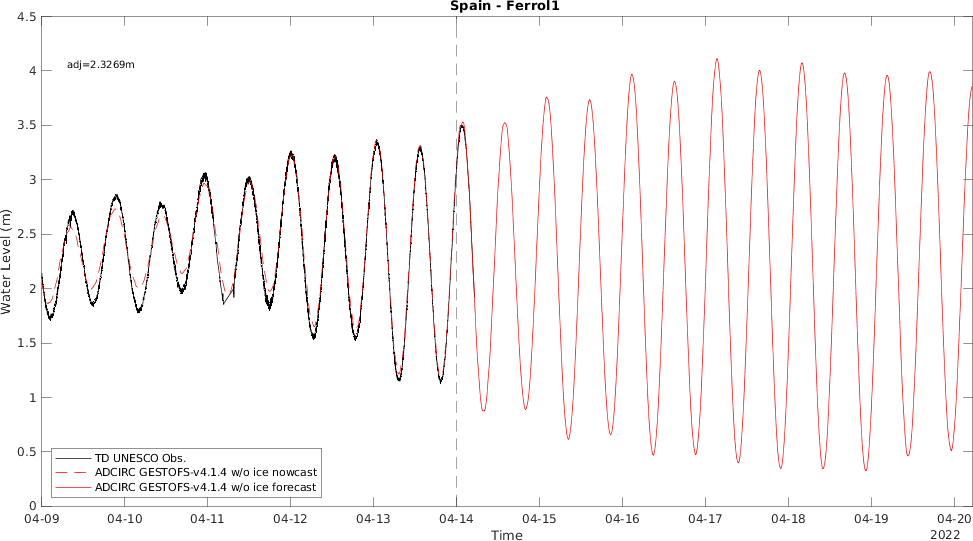 Spain - Ferrol1
4.5
4
3.5
3
2.5
2
1.5
1
0.5
0
Water Level (m)
adj=2.3269m
TD UNESCO Obs.
ADCIRC GESTOFS-v4.1.4 w/o ice nowcast
ADCIRC GESTOFS-v4.1.4 w/o ice forecast
04-09 04-10 04-11 04-12 04-13 04-14 04-15 04-16 04-17 04-18 04-19 04-20
Time
2022